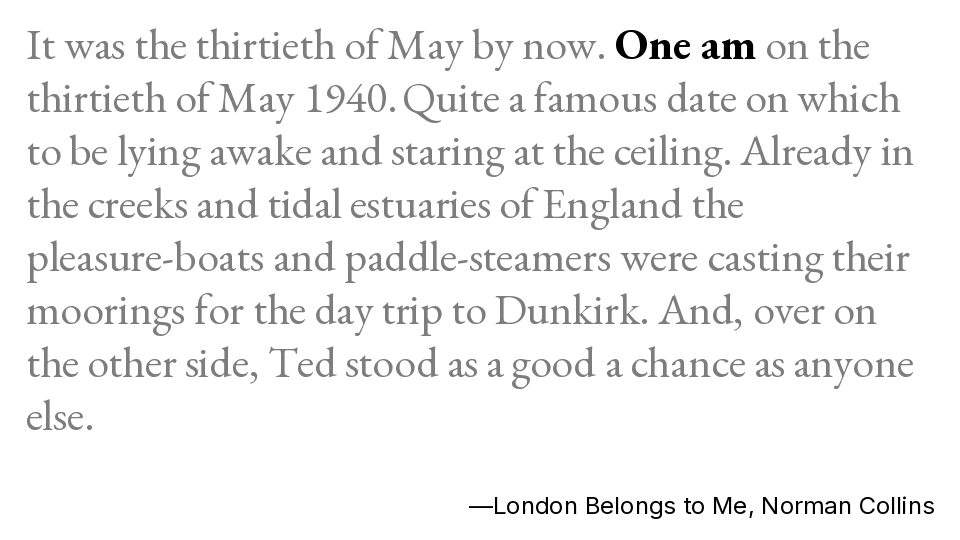 It was the thirtieth of May by now. One am on the
thirtieth of May 1940. Quite a famous date on which
to be lying awake and staring at the ceiling. Already in
the creeks and tidal estuaries of England the
pleasure-boats and paddle-steamers were casting their
moorings for the day trip to Dunkirk. And, over on
the other side, Ted stood as a good a chance as anyone
else.
—London Belongs to Me, Norman Collins